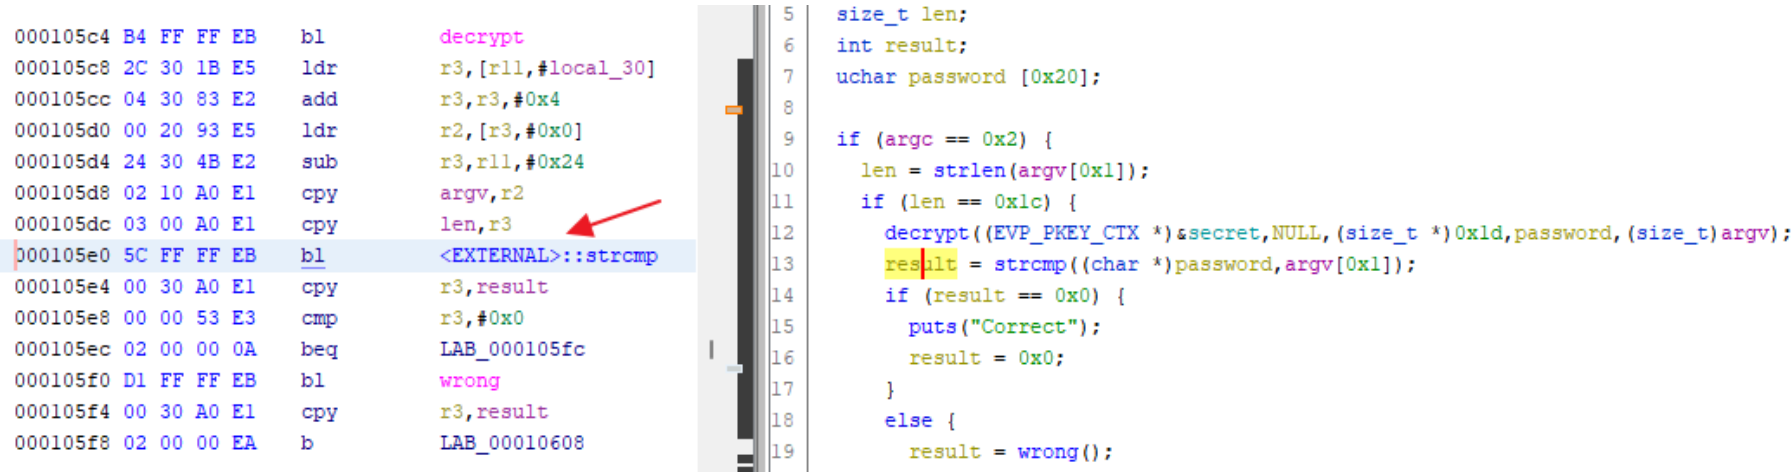 000105c4 B4 FF FF EB bl decrypt
000105c8 2C 30 1B E5 ldr r3,[r11,#local_30]
000105cc 04 30 83 E2 add r3,r3,#0x4
000105d0 00 20 93 E5 ldr r2,[r3,#0x0]
000105d4 24 30 4B E2 sub r3,r11,#0x24
000105d8 02 10 A0 E1 cpy argv,r2
000105dc 03 00 A0 E1 cpy len,r3
000105e0 5C FF FF EB bl <EXTERNAL>::strcmp
000105e4 00 30 A0 E1 cpy r3,result
000105e8 00 00 53 E3 cmp r3,#0x0
000105ec 02 00 00 0A beq LAB_000105fc
000105f0 D1 FF FF EB bl wrong
000105f4 00 30 A0 E1 cpy r3,result
000105f8 02 00 00 EA b LAB_00010608
5 size_t len;
6 int result;
7 uchar password [0x20];
8
9 if (argc == 0x2) {
10 len = strlen(argv[0x1]);
11 if (len == 0x1c) {
12 decrypt((EVP_PKEY_CTX *)&secret,NULL,(size_t *)0x1d,password,(size_t)argv);
13 result = strcmp((char *)password,argv[0x1]);
14 if (result == 0x0) {
15 puts("Correct");
16 result = 0x0;
17 }
18 else {
19 result = wrong();